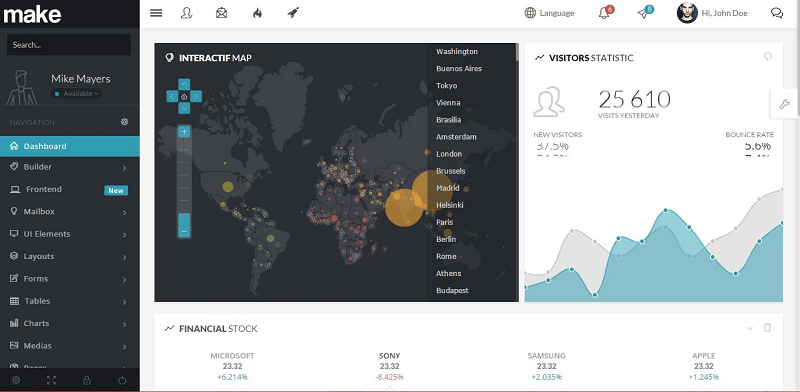 make
Language
6
8
Hi, John Doe
Search...
Mike Mayers
Available
NAVIGATION
Dashboard
Builder
Frontend
New
Mailbox
UI Elements
Layouts
Forms
Tables
Charts
Medias
Pages
INTERACTIF MAP
Washington
Buenos Aires
Tokyo
Vienna
Brasilia
Amsterdam
London
Brussels
Madrid
Helsinki
Paris
Berlin
Rome
Athens
Budapest
VISITORS STATISTIC
25 610
VISITS YESTERDAY
NEW VISITORS
37.5%
BOUNCE RATE
5.6%
FINANCIAL STOCK
MICROSOFT
23.32
+6.214%
SONY
23.32
-8.425%
SAMSUNG
23.32
+2.035%
APPLE
23.32
+1.245%